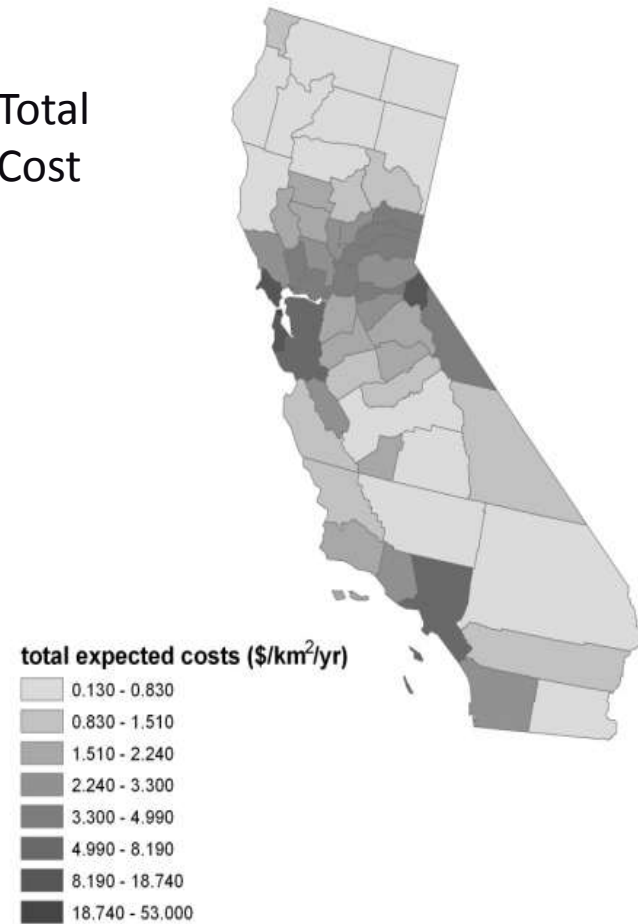 Total
Cost
total expected costs ($/km²/yr)
0.130 - 0.830
0.830 - 1.510
1.510 - 2.240
2.240 - 3.300
3.300 - 4.990
4.990 - 8.190
8.190 - 18.740
18.740 - 53.000